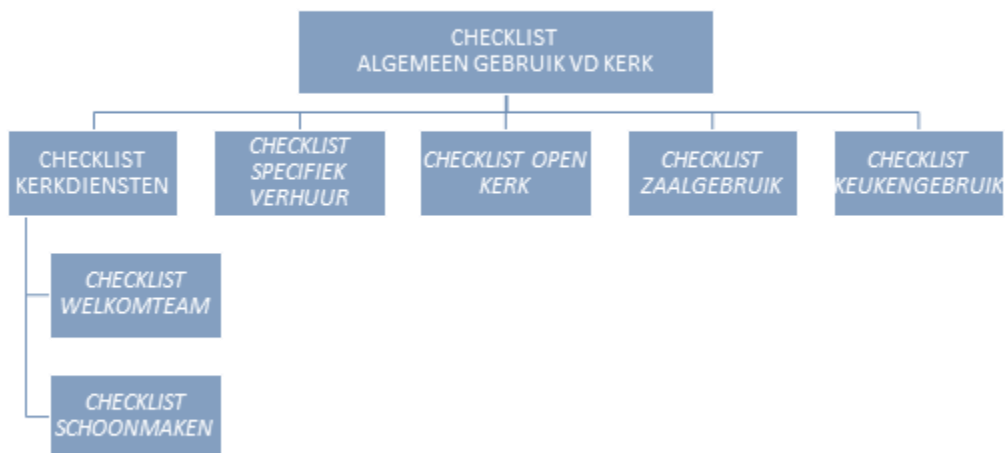 CHECKLIST
ALGEMEEN GEBRUIK VD KERK
CHECKLIST
KERKDIENSTEN
CHECKLIST
SPECIFIEK
VERHUUR
CHECKLIST OPEN
KERK
CHECKLIST
ZAALGEBRUIK
CHECKLIST
KEUKENGEBRUIK
CHECKLIST
WELKOMTEAM
CHECKLIST
SCHOONMAKEN